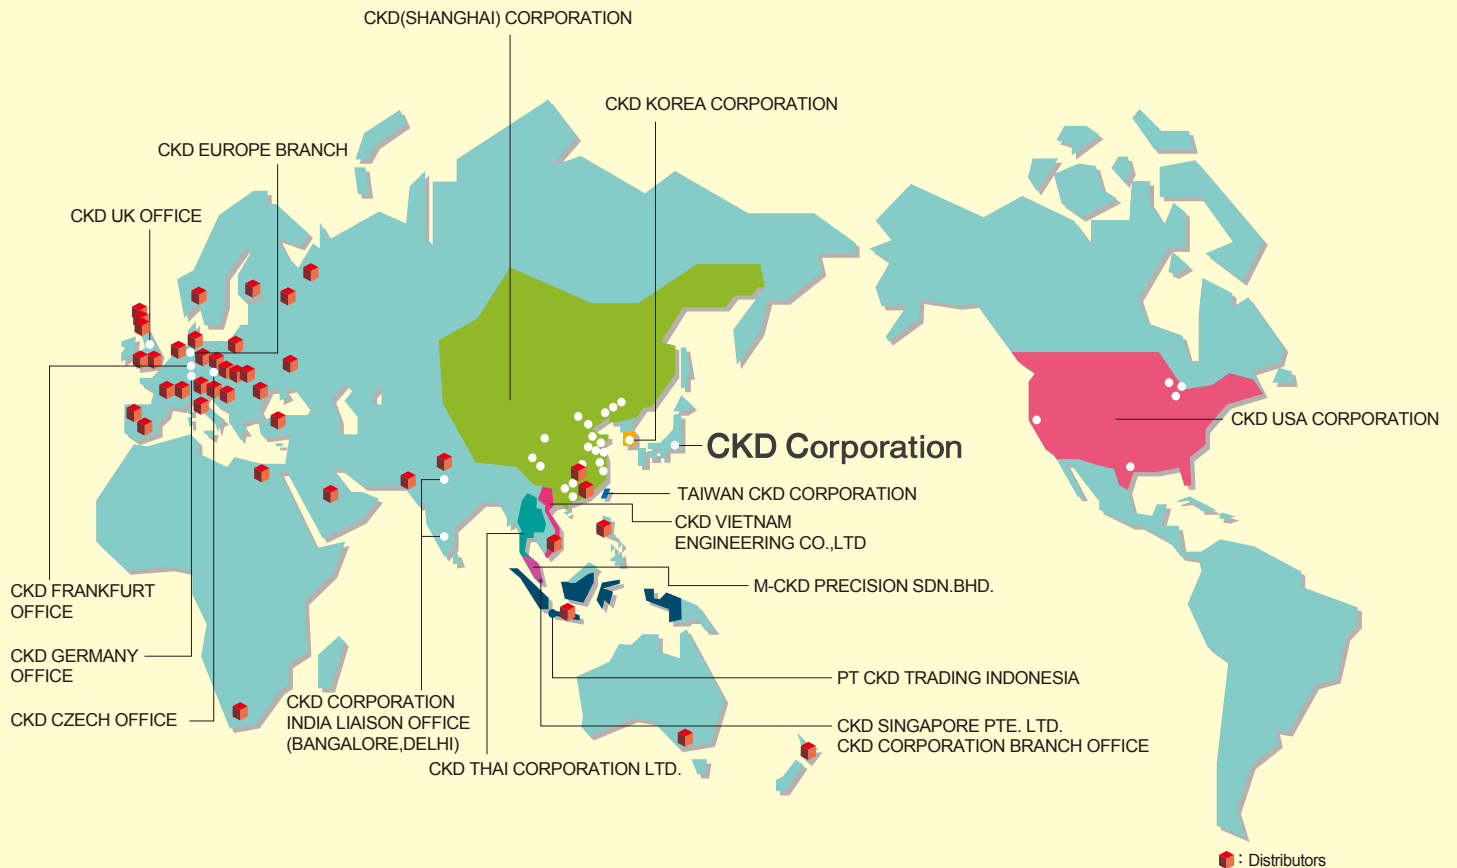 CKD(SHANGHAI) CORPORATION
CKD KOREA CORPORATION
CKD EUROPE BRANCH
CKD UK OFFICE
CKD USA CORPORATION
CKD Corporation
TAIWAN CKD CORPORATION
CKD VIETNAM
ENGINEERING CO.,LTD
M-CKD PRECISION SDN.BHD.
CKD FRANKFURT
OFFICE
CKD GERMANY
OFFICE
CKD CZECH OFFICE
CKD CORPORATION
INDIA LIAISON OFFICE
(BANGALORE,DELHI)
CKD THAI CORPORATION LTD.
PT CKD TRADING INDONESIA
CKD SINGAPORE PTE. LTD.
CKD CORPORATION BRANCH OFFICE
: Distributors